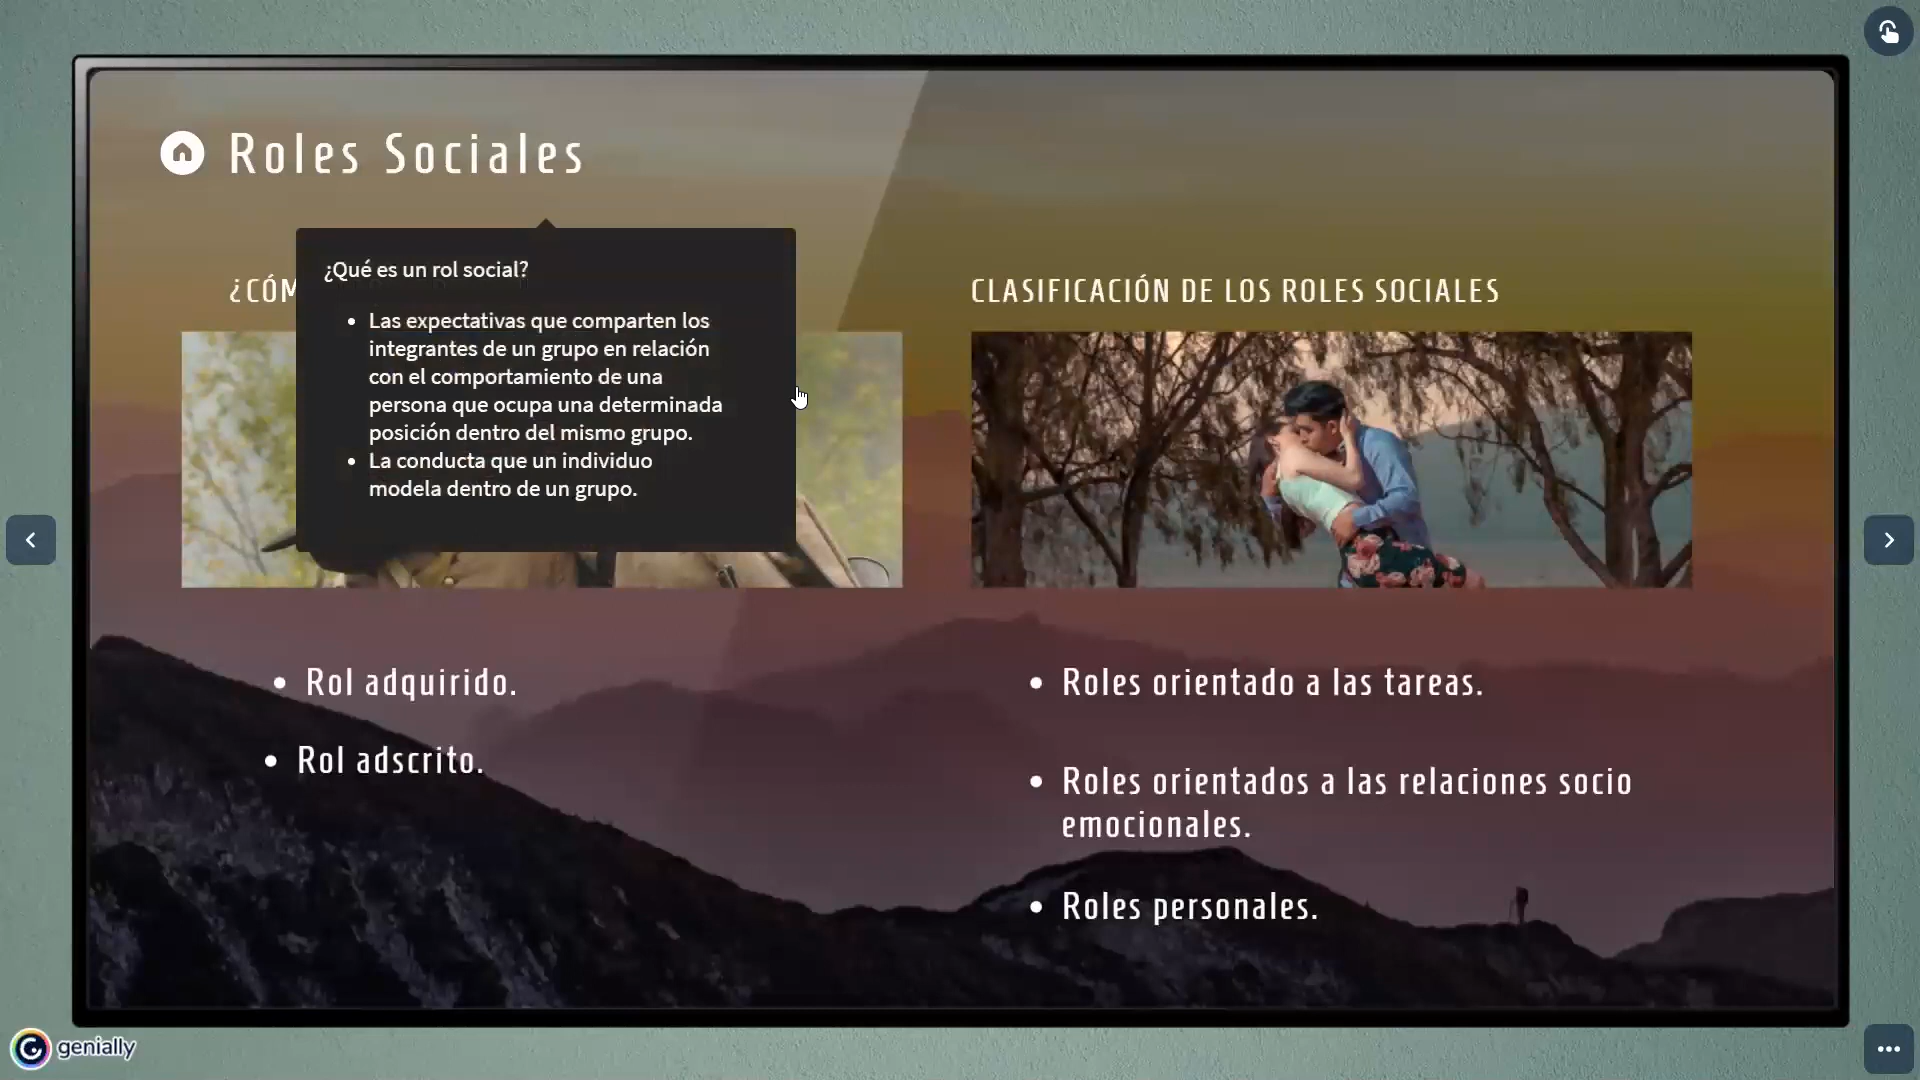 Roles Sociales
¿Qué es un rol social?
• Las expectativas que comparten los
integrantes de un grupo en relación
con el comportamiento de una
persona que ocupa una determinada
posición dentro del mismo grupo.
• La conducta que un individuo
modela dentro de un grupo.
CLASIFICACIÓN DE LOS ROLES SOCIALES
• Rol adquirido.
• Rol adscrito.
• Roles orientado a las tareas.
• Roles orientados a las relaciones socio
emocionales.
• Roles personales.
genially